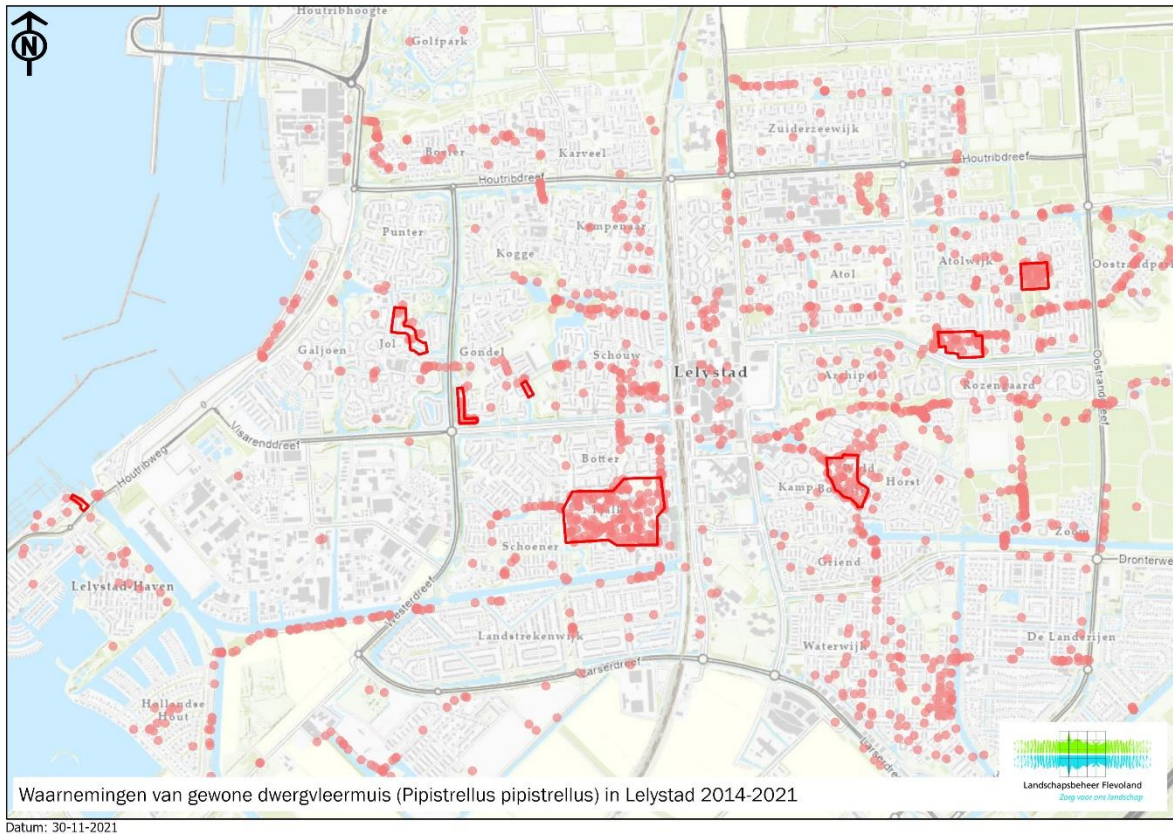 N
Houtribhoogte
Golfpark
Zuiderzeewijk
Boeier
Karveel
Houtribdreef
Houtribdreef
Punter
Kempenaar
Kogge
Atol
Atolwijk
Oostrandpark
Galjoen
Jol
Gondel
Schouw
Lelystad
Archipel
Rozengaard
Oostranddreef
Visarenddreef
Houtribweg
Botter
Kamp
Horst
Schoener
Griend
Zoom
Dronterweg
Lelystad-Haven
Westerdreef
Landstrekenwijk
Waterwijk
De Landerijen
Larserdreef
Larserdreef
Hollandse
Hout
Landschapsbeheer Flevoland
Zorg voor ons landschap
Waarnemingen van gewone dwergvleermuis (Pipistrellus pipistrellus) in Lelystad 2014-2021
Datum: 30-11-2021